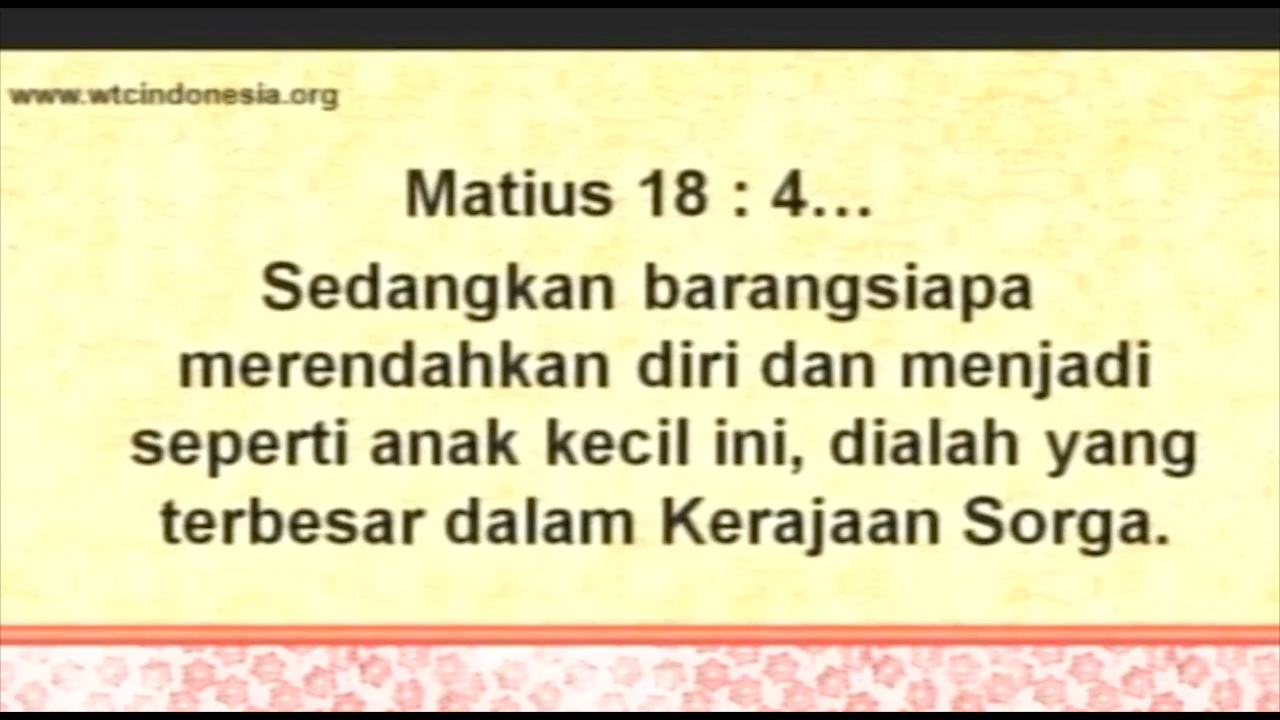 www.wtcindonesia.org
Matius 18 : 4...
Sedangkan barangsiapa
merendahkan diri dan menjadi
seperti anak kecil ini, dialah yang
terbesar dalam Kerajaan Sorga.